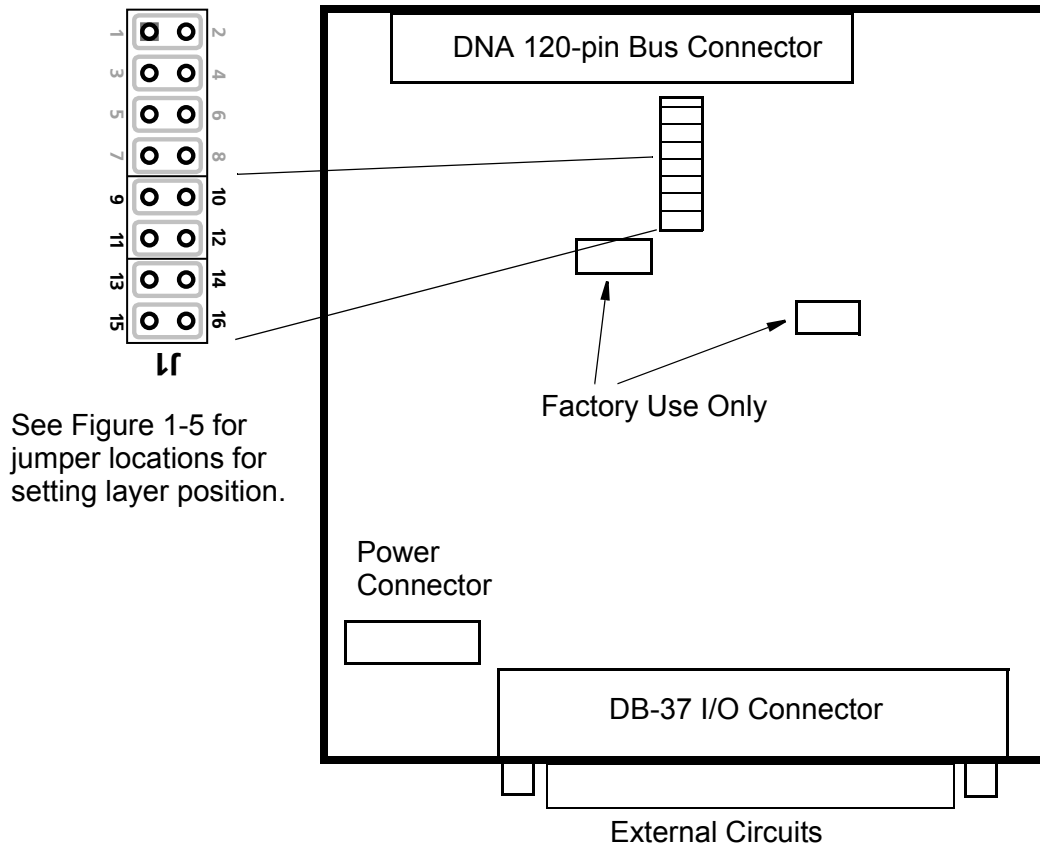 1 2
3 4
5 6
7 8
9 10
11 12
13 14
15 16
J1
See Figure 1-5 for
jumper locations for
setting layer position.
DNA 120-pin Bus Connector
Factory Use Only
Power
Connector
DB-37 I/O Connector
External Circuits